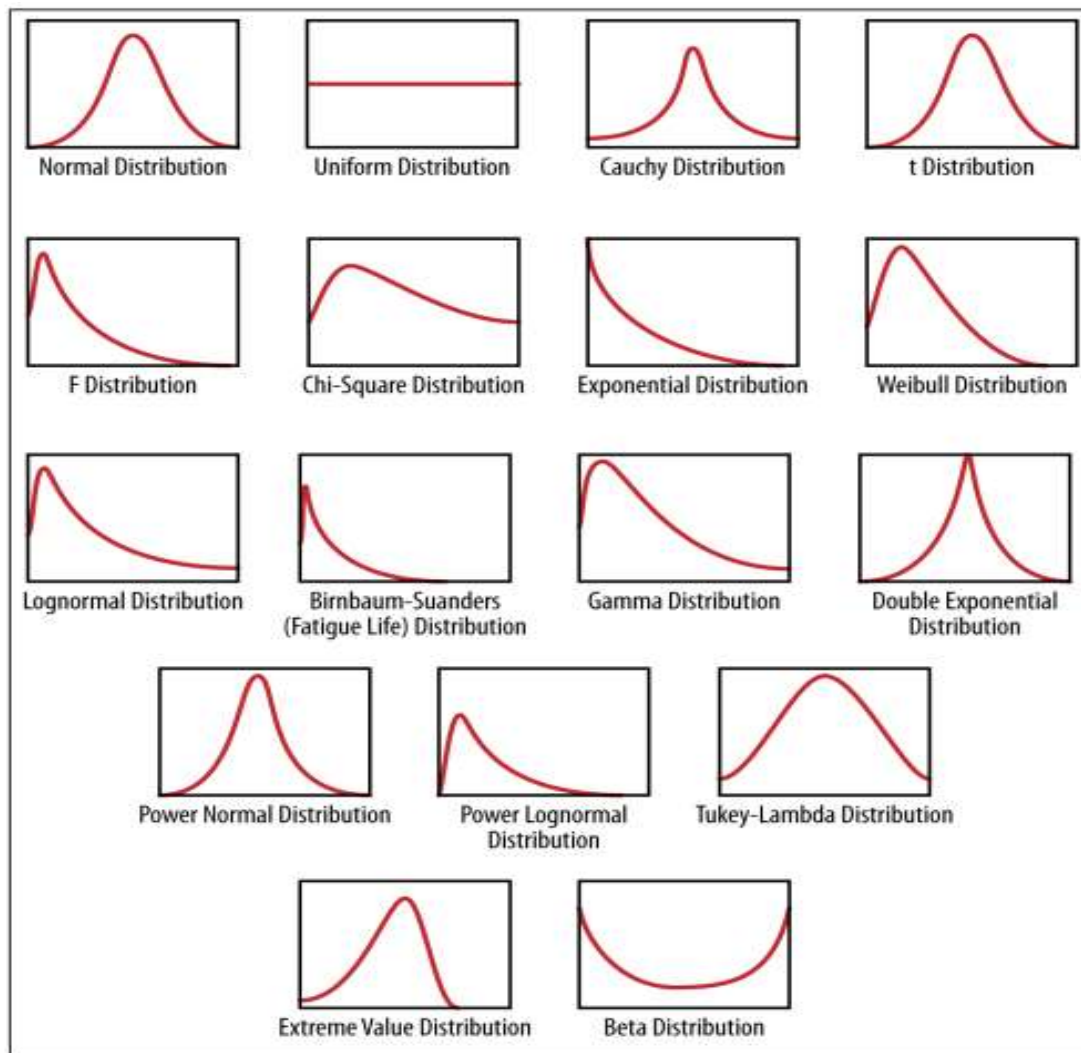 Normal Distribution
Uniform Distribution
Cauchy Distribution
t Distribution
F Distribution
Chi-Square Distribution
Exponential Distribution
Weibull Distribution
Lognormal Distribution
Birnbaum-Suanders
(Fatigue Life) Distribution
Gamma Distribution
Double Exponential
Distribution
Power Normal Distribution
Power Lognormal
Distribution
Tukey-Lambda Distribution
Extreme Value Distribution
Beta Distribution